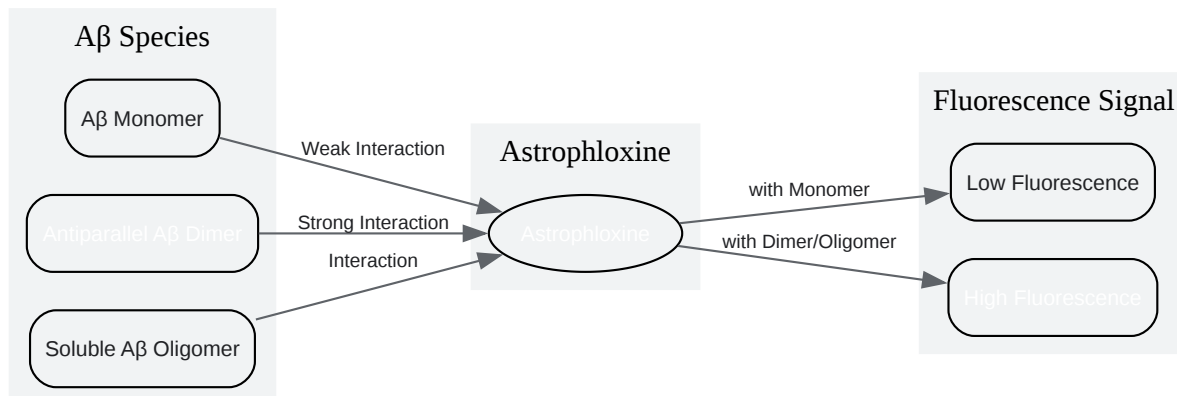 Aβ Species
Aβ Monomer
Antiparallel Aβ Dimer
Soluble Aβ Oligomer
Weak Interaction
Strong Interaction
Interaction
Astrophloxine
Astrophloxine
with Monomer
with Dimer/Oligomer
Fluorescence Signal
Low Fluorescence
High Fluorescence